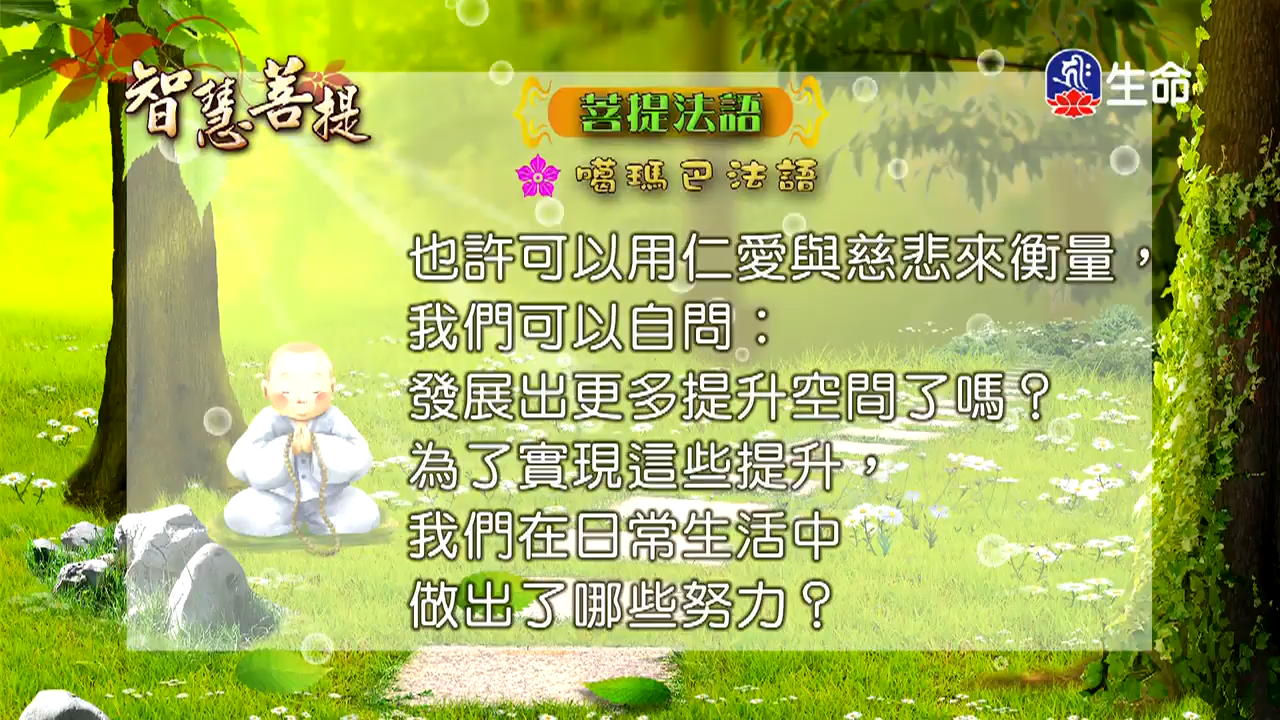 智慧菩提
生命
菩提法語
噶瑪巴法語
也許可以用仁愛與慈悲來衡量，
我們可以自問：
發展出更多提升空間了嗎？
為了實現這些提升，
我們在日常生活中
做出了哪些努力？